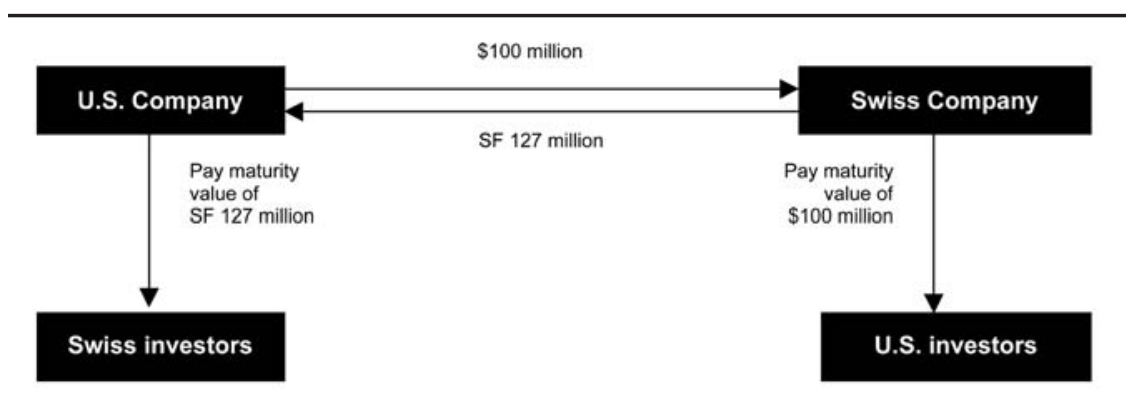 $100 million
U.S. Company
Swiss Company
SF 127 million
Pay maturity
value of
SF 127 million
Pay maturity
value of
$100 million
Swiss investors
U.S. investors